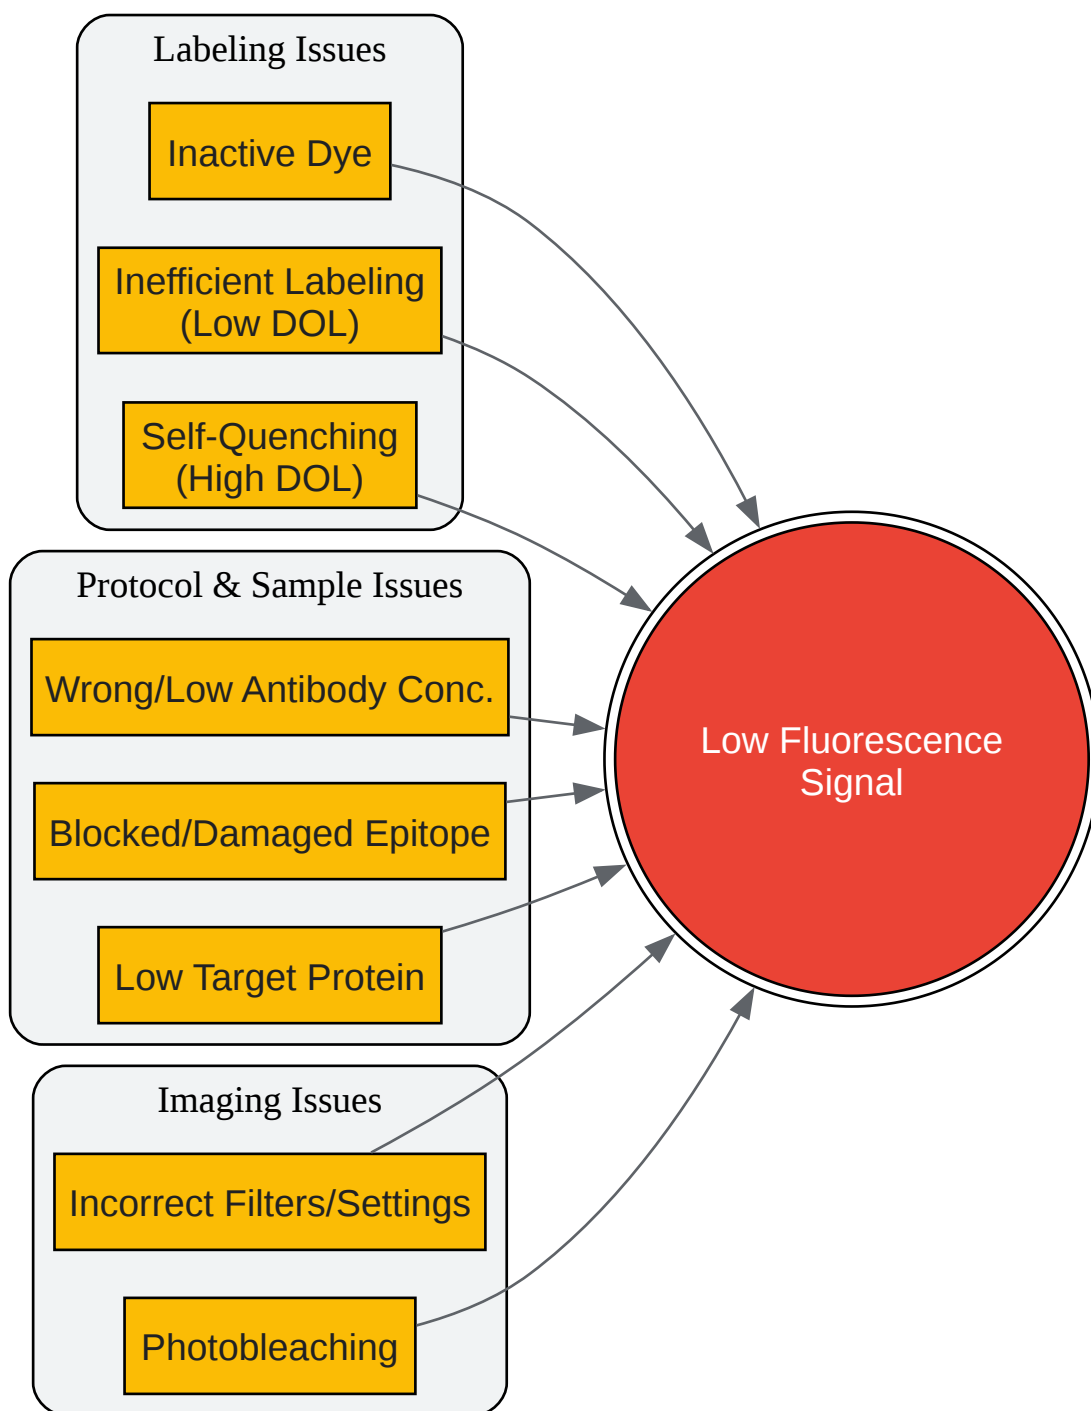 Labeling Issues
Inactive Dye
Inefficient Labeling
(Low DOL)
Self-Quenching
(High DOL)
Protocol & Sample Issues
Wrong/Low Antibody Conc.
Blocked/Damaged Epitope
Low Target Protein
Low Fluorescence
Signal
Imaging Issues
Incorrect Filters/Settings
Photobleaching